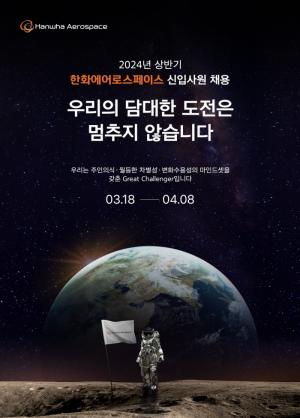 Hanwha Aerospace
2024년 상반기
한화에어로스페이스 신입사원 채용
우리의 담대한 도전은
멈추지 않습니다
우리는 주인의식·월등한 차별성·변화수용성의 마인드셋을
갖춘 Great Challenger입니다
03.18 — 04.08